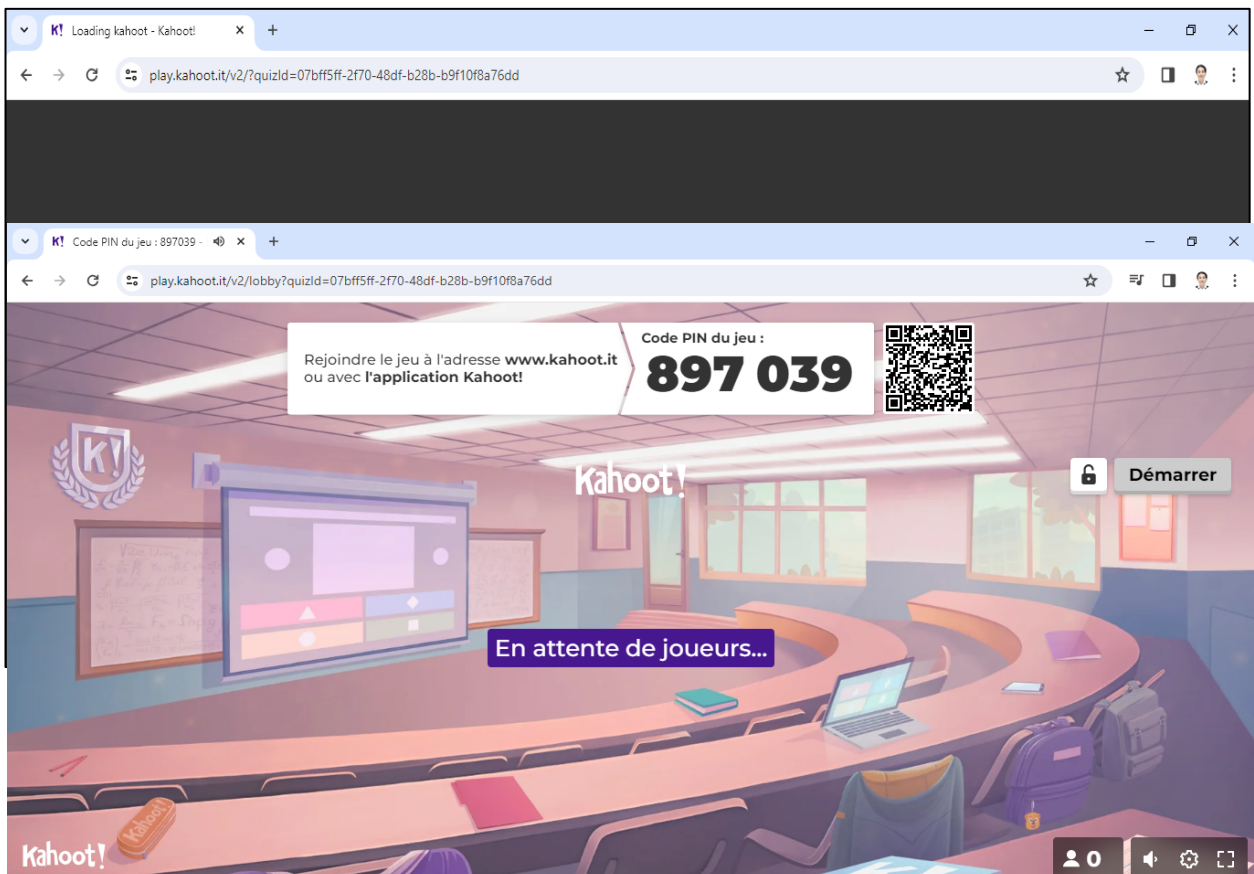 K! Loading kahoot - Kahoot!
play.kahoot.it/v2/?quizId=07bff5ff-2f70-48df-b28b-b9f10f8a76dd
K! Code PIN du jeu : 897039 -
play.kahoot.it/v2/lobby?quizId=07bff5ff-2f70-48df-b28b-b9f10f8a76dd
Rejoindre le jeu à l'adresse www.kahoot.it
ou avec l'application Kahoot!
Code PIN du jeu :
897 039
K!
Kahoot!
Démarrer
En attente de joueurs...
Kahoot!
Kahoot!
0